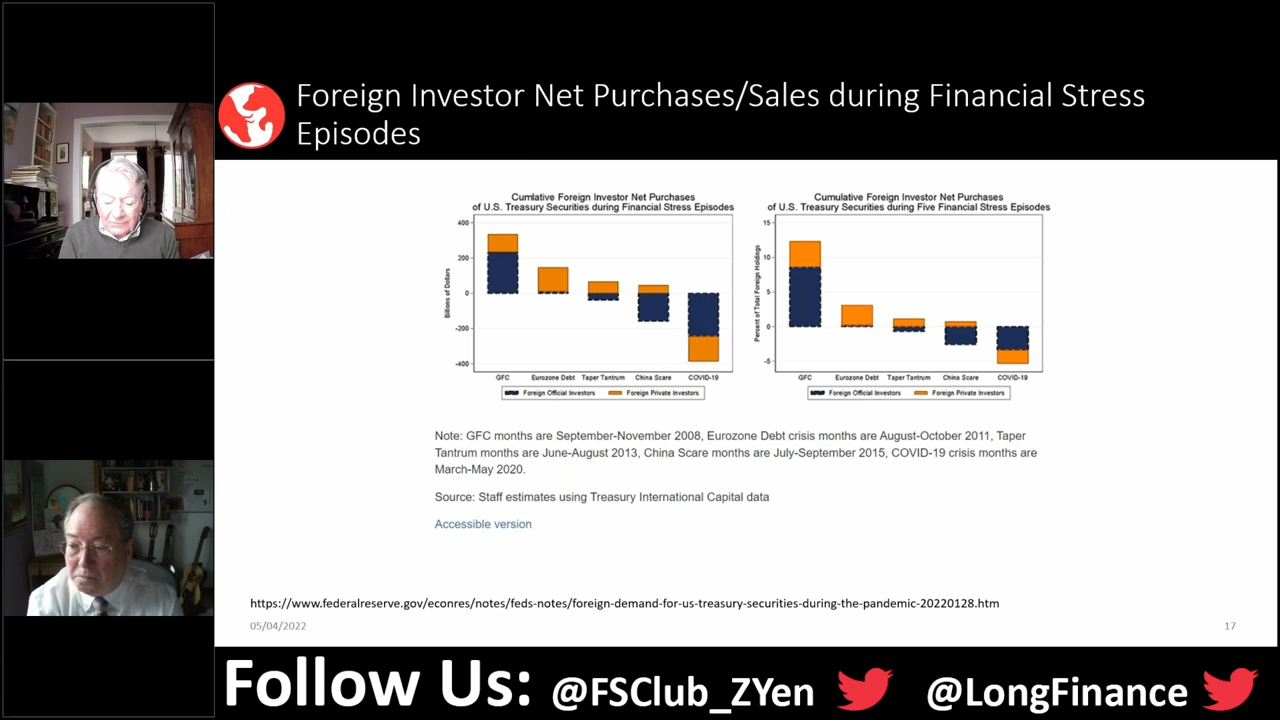 Foreign Investor Net Purchases/Sales during Financial Stress
Episodes
Cumlative Foreign Investor Net Purchases
of U.S. Treasury Securities during Financial Stress Episodes
Billions of Dollars
400
200
0
-200
-400
GFC
Eurozone Debt
Taper Tantrum
China Scare
COVID-19
Foreign Official Investors
Foreign Private Investors
Cumulative Foreign Investor Net Purchases
of U.S. Treasury Securities during Five Financial Stress Episodes
Percent of Total Foreign Holdings
15
10
5
0
-5
GFC
Eurozone Debt
Taper Tantrum
China Scare
COVID-19
Foreign Official Investors
Foreign Private Investors
Note: GFC months are September-November 2008, Eurozone Debt crisis months are August-October 2011, Taper
Tantrum months are June-August 2013, China Scare months are July-September 2015, COVID-19 crisis months are
March-May 2020.
Source: Staff estimates using Treasury International Capital data
Accessible version
https://www.federalreserve.gov/econres/notes/feds-notes/foreign-demand-for-us-treasury-securities-during-the-pandemic-20220128.htm
05/04/2022
17
Follow Us: @FSClub_ZYen @LongFinance